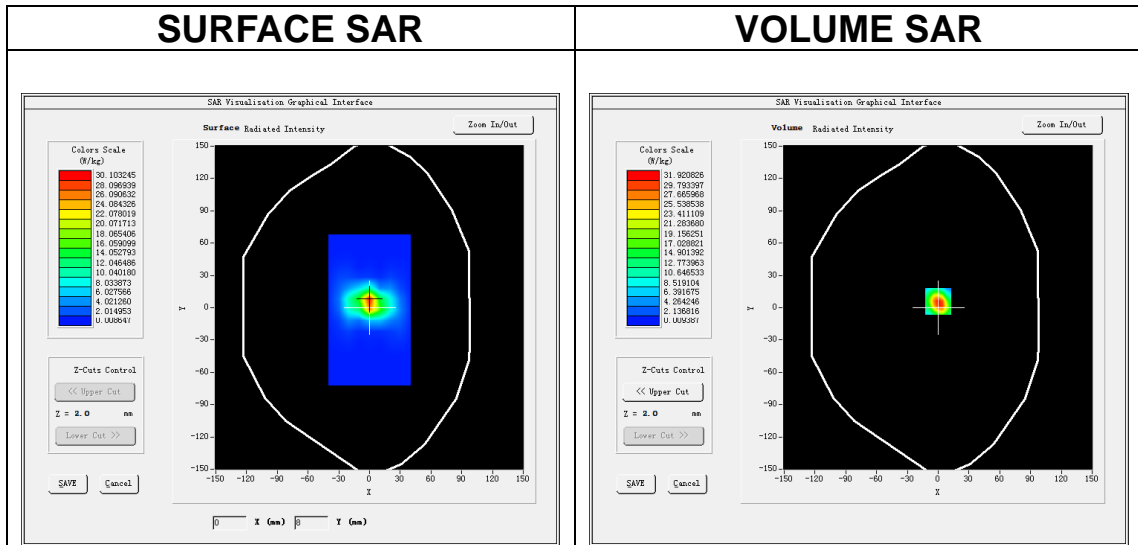 SURFACE SAR
SAR Visualisation Graphical Interface
Surface Radiated Intensity
Zoom In/Out
Colors Scale
(W/kg)
30.103245
28.096939
26.090632
24.084326
22.078019
20.071713
18.065406
16.059099
14.052793
12.046486
10.040180
8.033873
6.027566
4.021260
2.014953
0.008647
Z-Cuts Control
<< Upper Cut
Z = 2.0 mm
Lower Cut >>
SAVE Cancel
150
120
90
60
30
0
-30
-60
-90
-120
-150
Y
-150 -120 -90 -60 -30 0 30 60 90 120 150
X
0 X (mm) 8 Y (mm)
VOLUME SAR
SAR Visualisation Graphical Interface
Volume Radiated Intensity
Zoom In/Out
Colors Scale
(W/kg)
31.920826
29.793397
27.665968
25.538538
23.411109
21.283680
19.156251
17.028821
14.901392
12.773963
10.646533
8.519104
6.391675
4.264246
2.136816
0.009387
Z-Cuts Control
<< Upper Cut
Z = 2.0 mm
Lower Cut >>
SAVE Cancel
150
120
90
60
30
0
-30
-60
-90
-120
-150
Y
-150 -120 -90 -60 -30 0 30 60 90 120 150
X